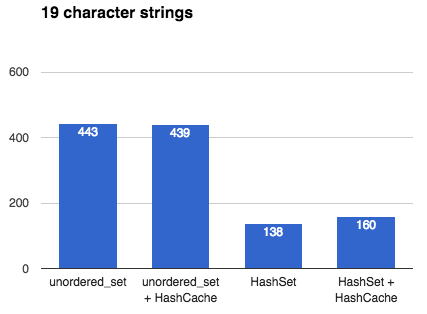 19 character strings
600
400
200
0
443
439
138
160
unordered_set
unordered_set
+ HashCache
HashSet
HashSet +
HashCache